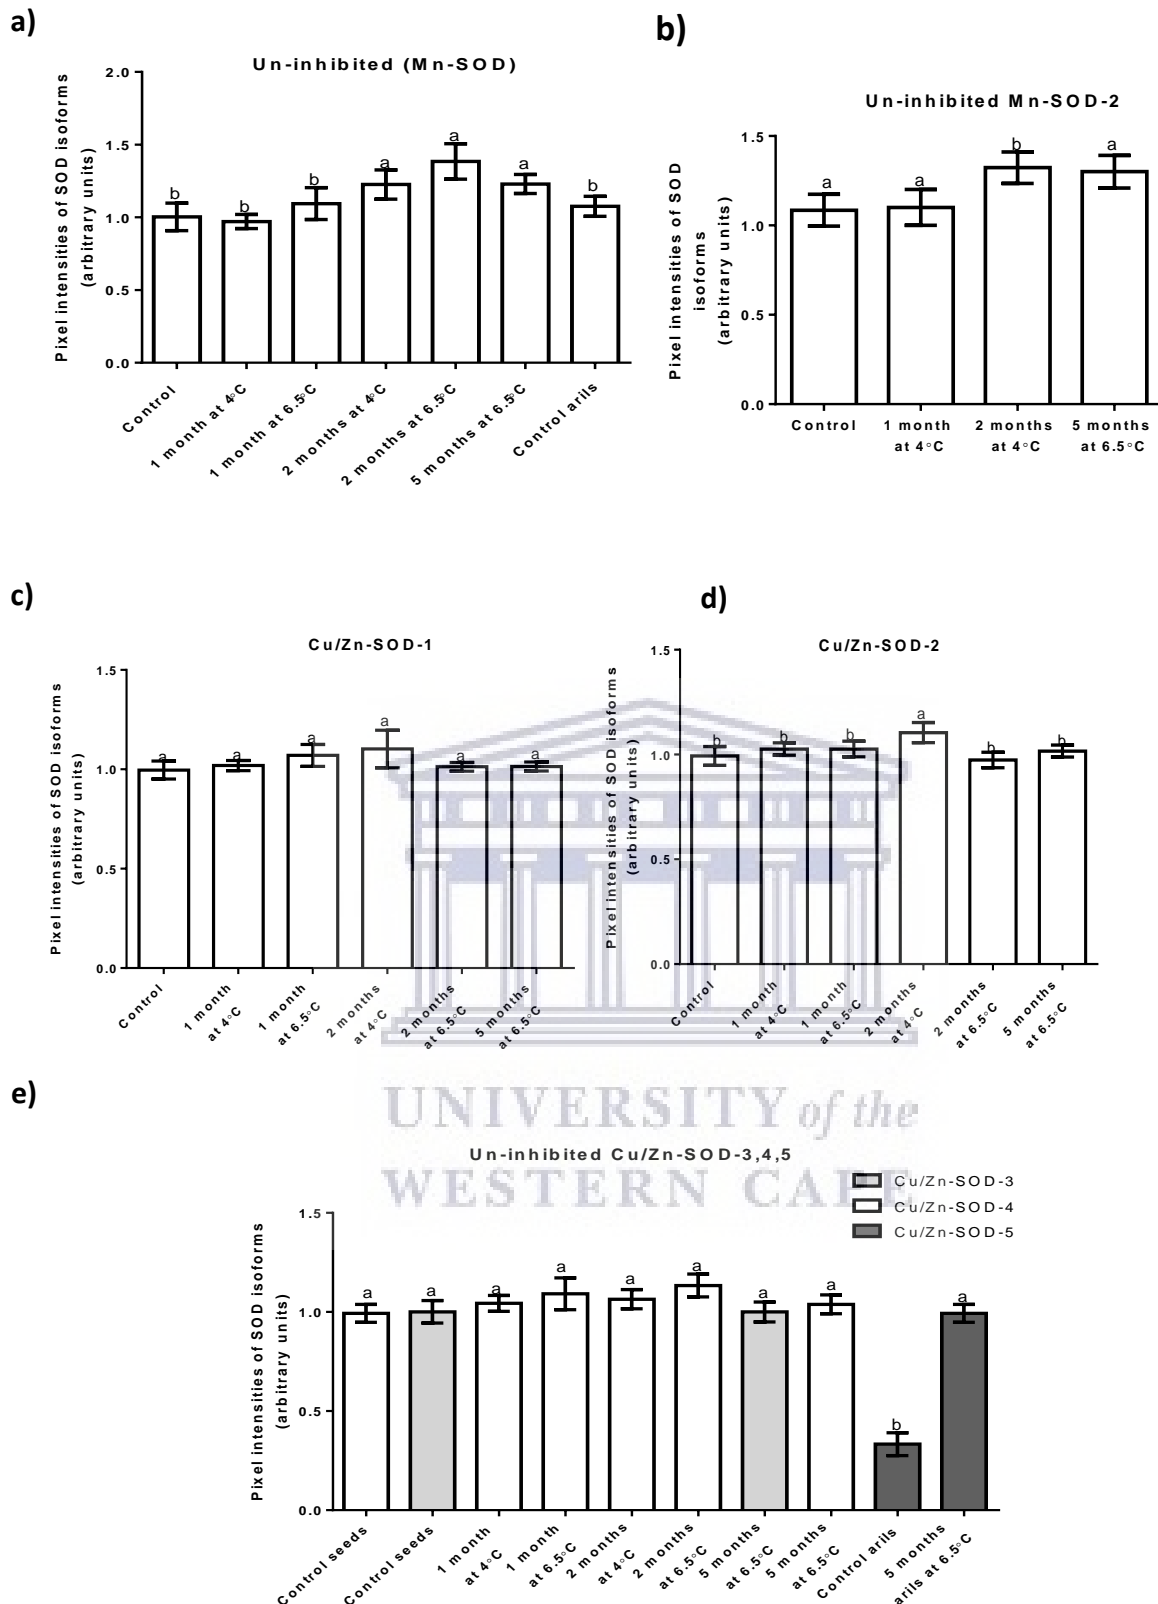 a)
Un-inhibited (Mn-SOD)
Pixel intensities of SOD isoforms
(arbitrary units)
2.0
1.5
1.0
0.5
0.0
b
b
b
a
a
a
b
Control
1 month at 4°C
1 month at 6.5°C
2 months at 4°C
2 months at 6.5°C
5 months at 6.5°C
Control arils
b)
Un-inhibited Mn-SOD-2
Pixel intensities of SOD
isoforms
(arbitrary units)
1.5
1.0
0.5
0.0
a
a
b
a
Control
1 month
at 4°C
2 months
at 4°C
5 months
at 6.5°C
c)
Cu/Zn-SOD-1
Pixel intensities of SOD isoforms
(arbitrary units)
1.5
1.0
0.5
0.0
a
a
a
a
a
a
Control
1 month
at 4°C
1 month
at 6.5°C
2 months
at 4°C
2 months
at 6.5°C
5 months
at 6.5°C
d)
Cu/Zn-SOD-2
Pixel intensities of SOD isoforms
(arbitrary units)
1.5
1.0
0.5
0.0
b
b
b
a
b
b
Control
1 month
at 4°C
1 month
at 6.5°C
2 months
at 4°C
2 months
at 6.5°C
5 months
at 6.5°C
UNIVERSITY of the
WESTERN CAPE
e)
Un-inhibited Cu/Zn-SOD-3,4,5
Cu/Zn-SOD-3
Cu/Zn-SOD-4
Cu/Zn-SOD-5
Pixel intensities of SOD isoforms
(arbitrary units)
1.5
1.0
0.5
0.0
a
a
a
a
a
a
a
a
b
a
Control seeds
Control seeds
1 month
at 4°C
1 month
at 6.5°C
2 months
at 4°C
2 months
at 6.5°C
5 months
at 6.5°C
5 months
at 6.5°C
Control arils
5 months
arils at 6.5°C